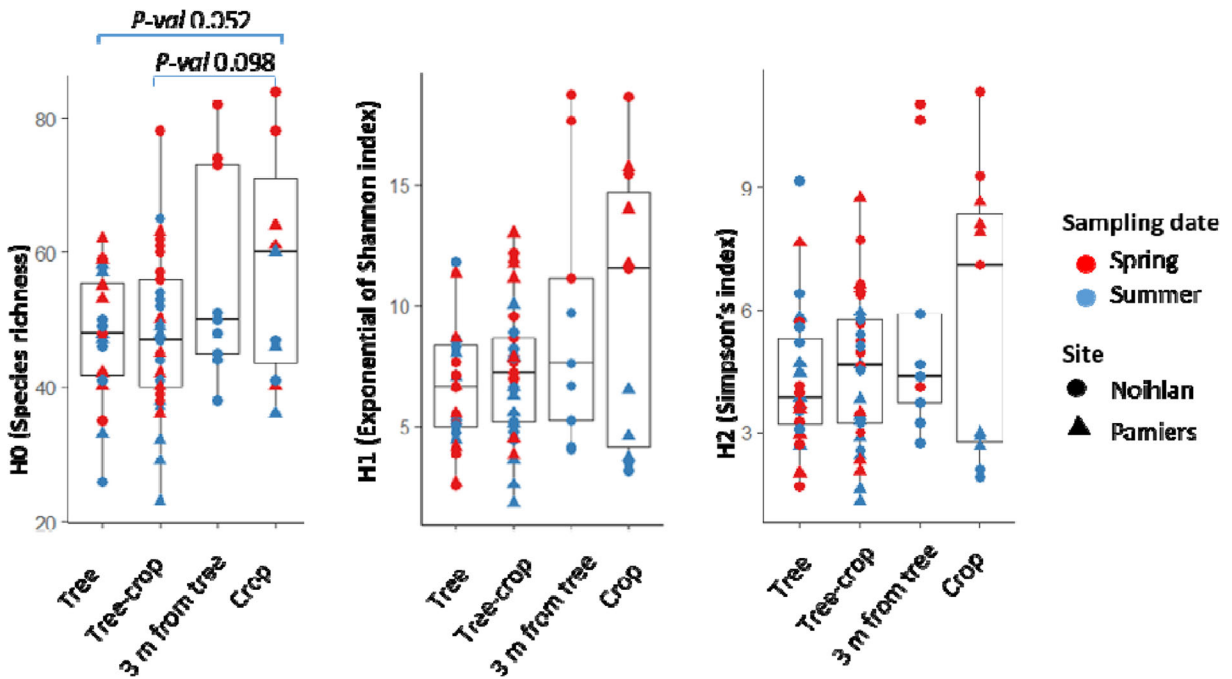 P-val 0.052
P-val 0.098
H0 (Species richness)
80
60
40
20
Tree
Tree-crop
3 m from tree
Crop
H1 (Exponential of Shannon index)
15
10
5
Tree
Tree-crop
3 m from tree
Crop
H2 (Simpson's index)
9
6
3
Tree
Tree-crop
3 m from tree
Crop
Sampling date
Spring
Summer
Site
Noihlan
Pamiers